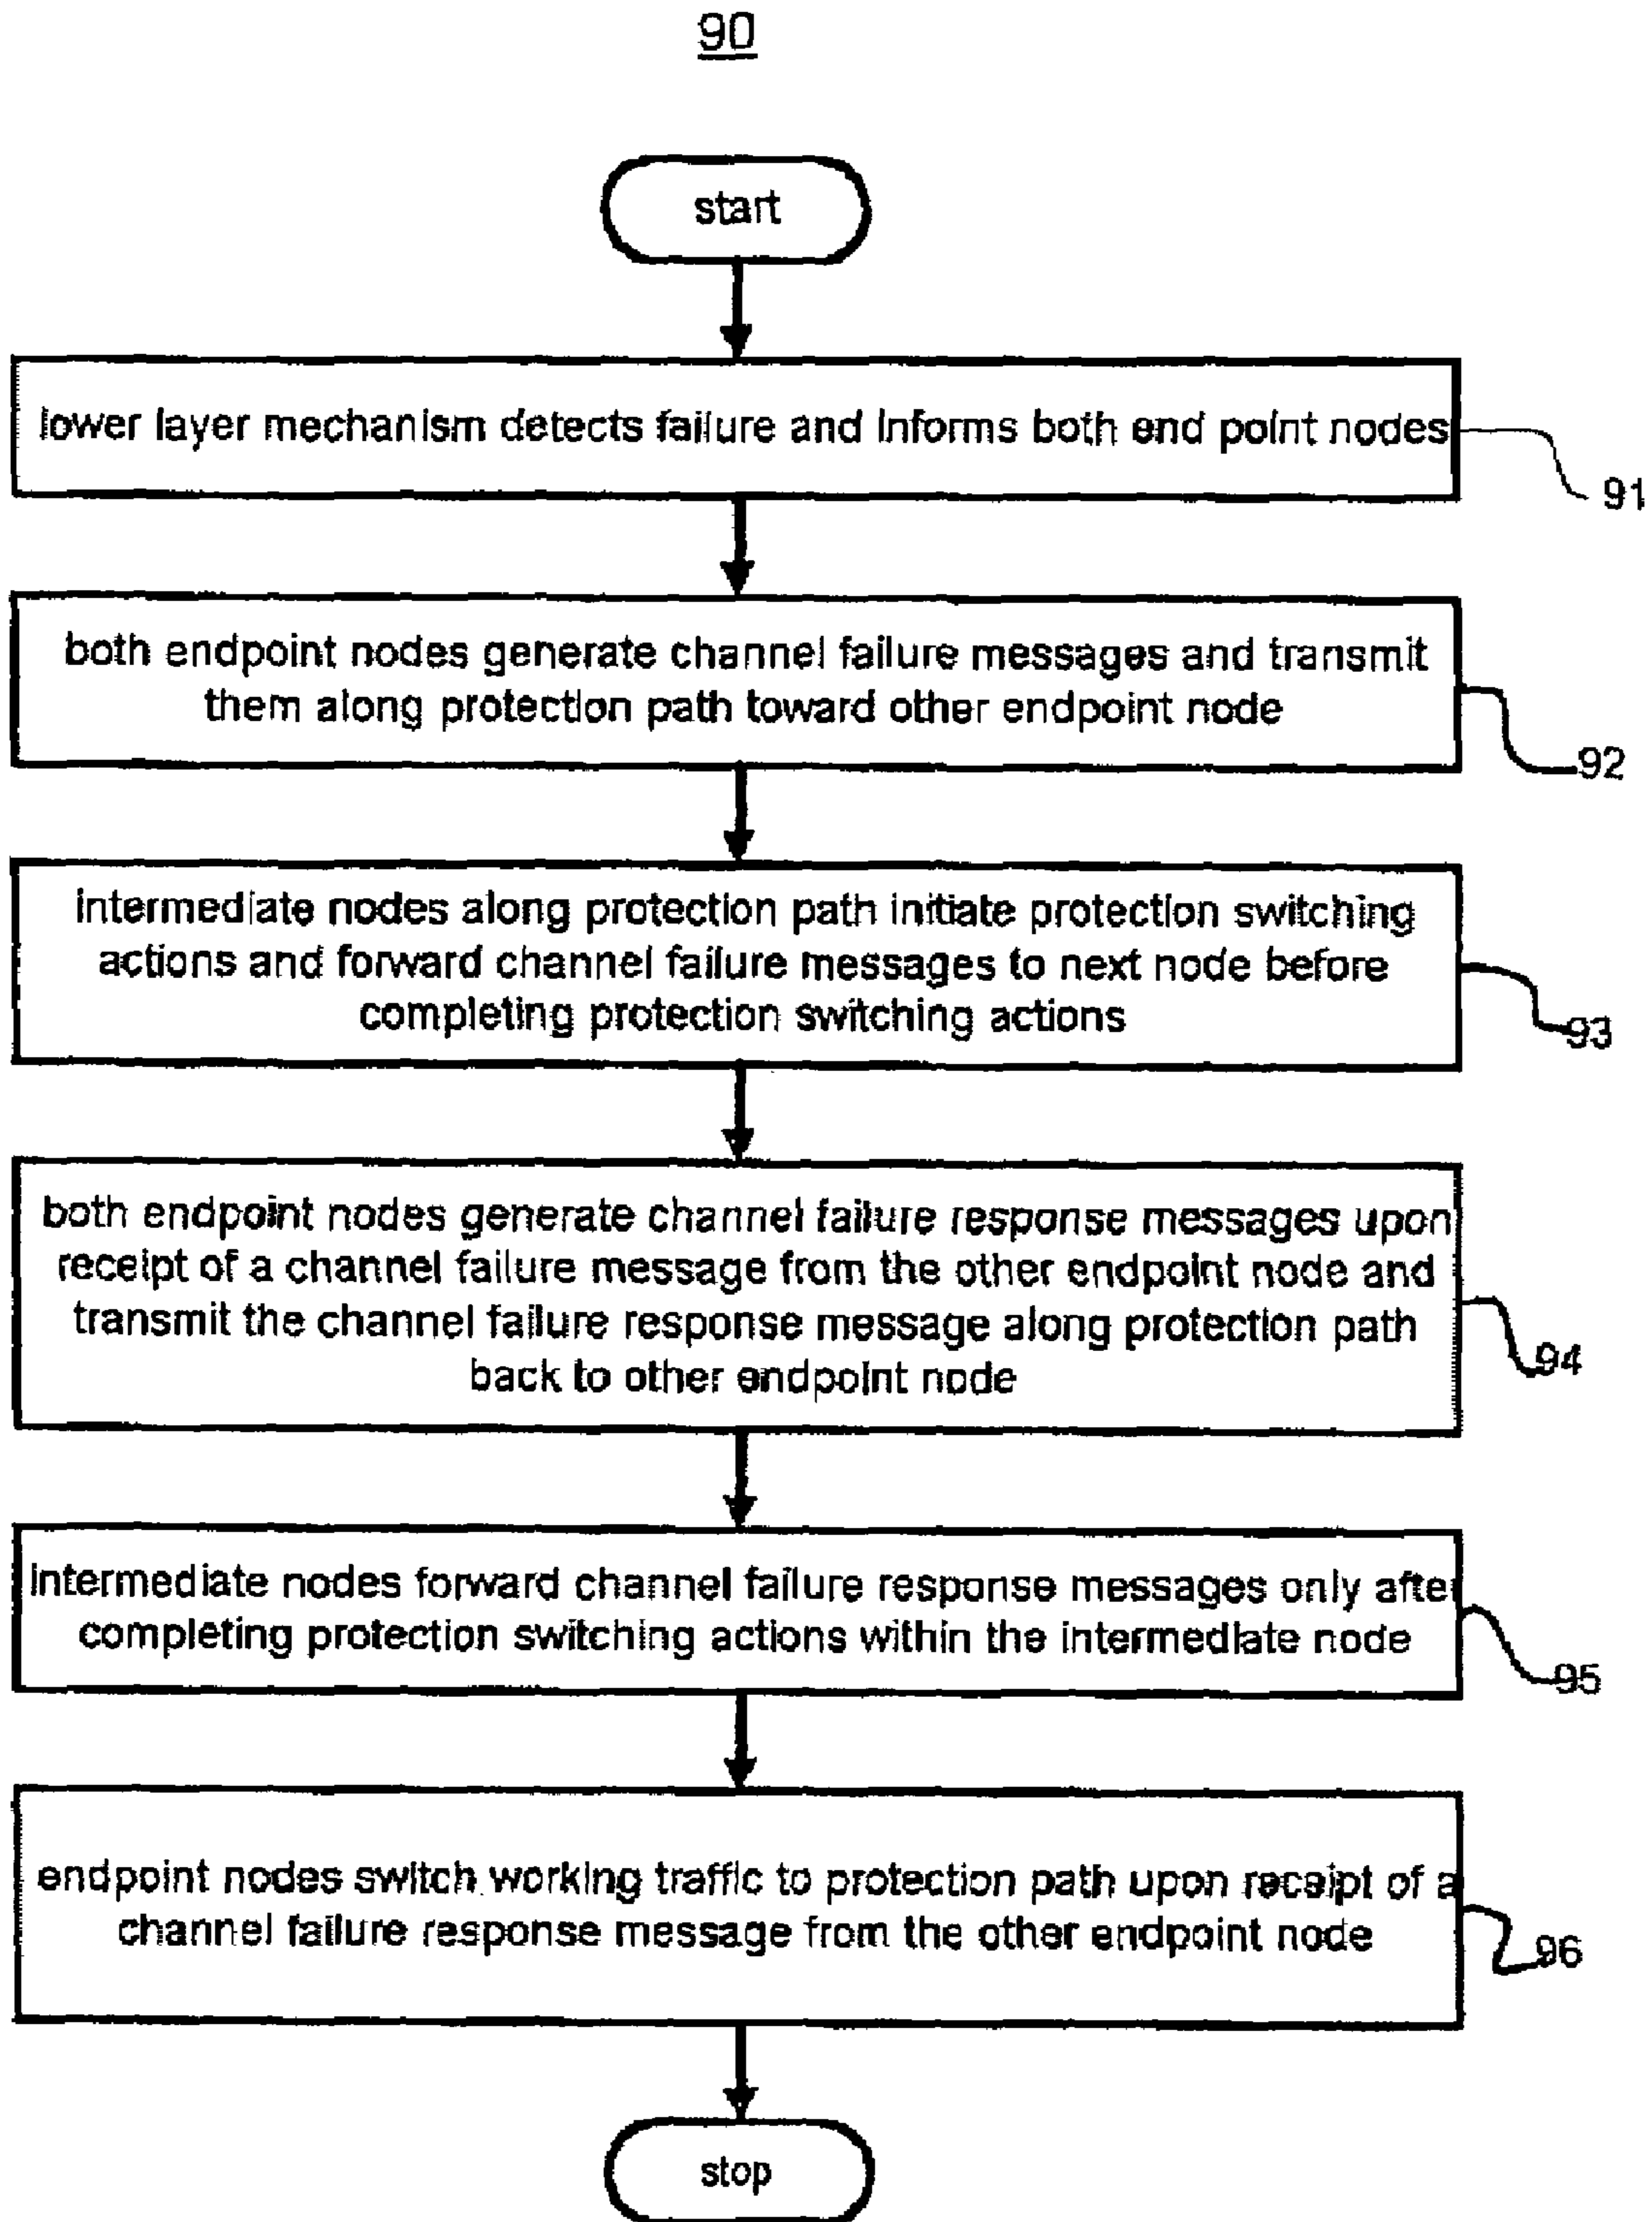 90
start
lower layer mechanism detects failure and informs both end point nodes
91
both endpoint nodes generate channel failure messages and transmit
them along protection path toward other endpoint node
92
intermediate nodes along protection path initiate protection switching
actions and forward channel failure messages to next node before
completing protection switching actions
93
both endpoint nodes generate channel failure response messages upon
receipt of a channel failure message from the other endpoint node and
transmit the channel failure response message along protection path
back to other endpoint node
94
intermediate nodes forward channel failure response messages only after
completing protection switching actions within the intermediate node
95
endpoint nodes switch working traffic to protection path upon receipt of a
channel failure response message from the other endpoint node
96
stop